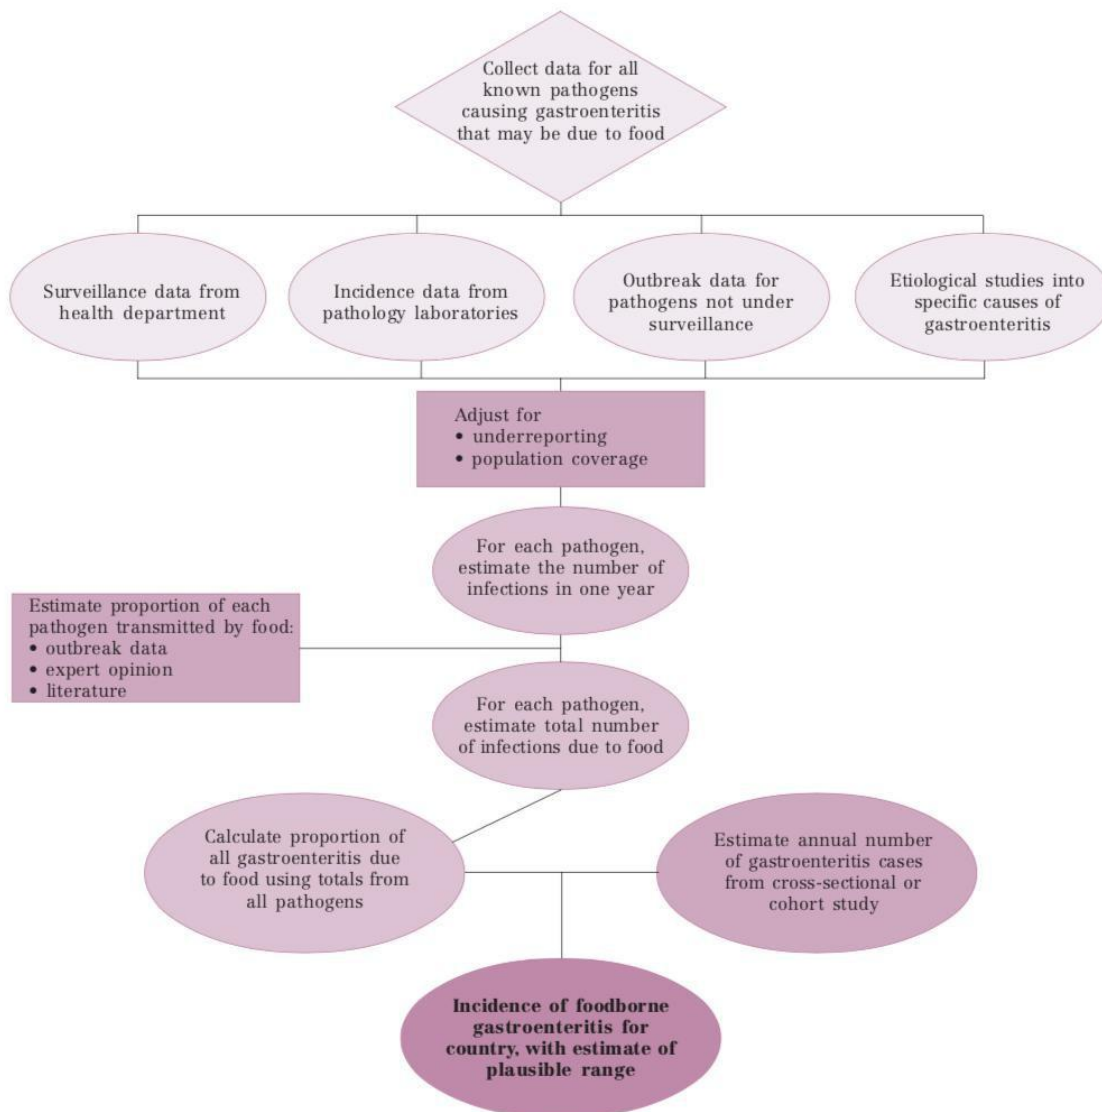 Collect data for all
known pathogens
causing gastroenteritis
that may be due to food
Surveillance data from
health department
Incidence data from
pathology laboratories
Outbreak data for
pathogens not under
surveillance
Etiological studies into
specific causes of
gastroenteritis
Adjust for
• underreporting
• population coverage
For each pathogen,
estimate the number of
infections in one year
Estimate proportion of each
pathogen transmitted by food:
• outbreak data
• expert opinion
• literature
For each pathogen,
estimate total number
of infections due to food
Calculate proportion of
all gastroenteritis due
to food using totals from
all pathogens
Estimate annual number
of gastroenteritis cases
from cross-sectional or
cohort study
Incidence of foodborne
gastroenteritis for
country, with estimate of
plausible range